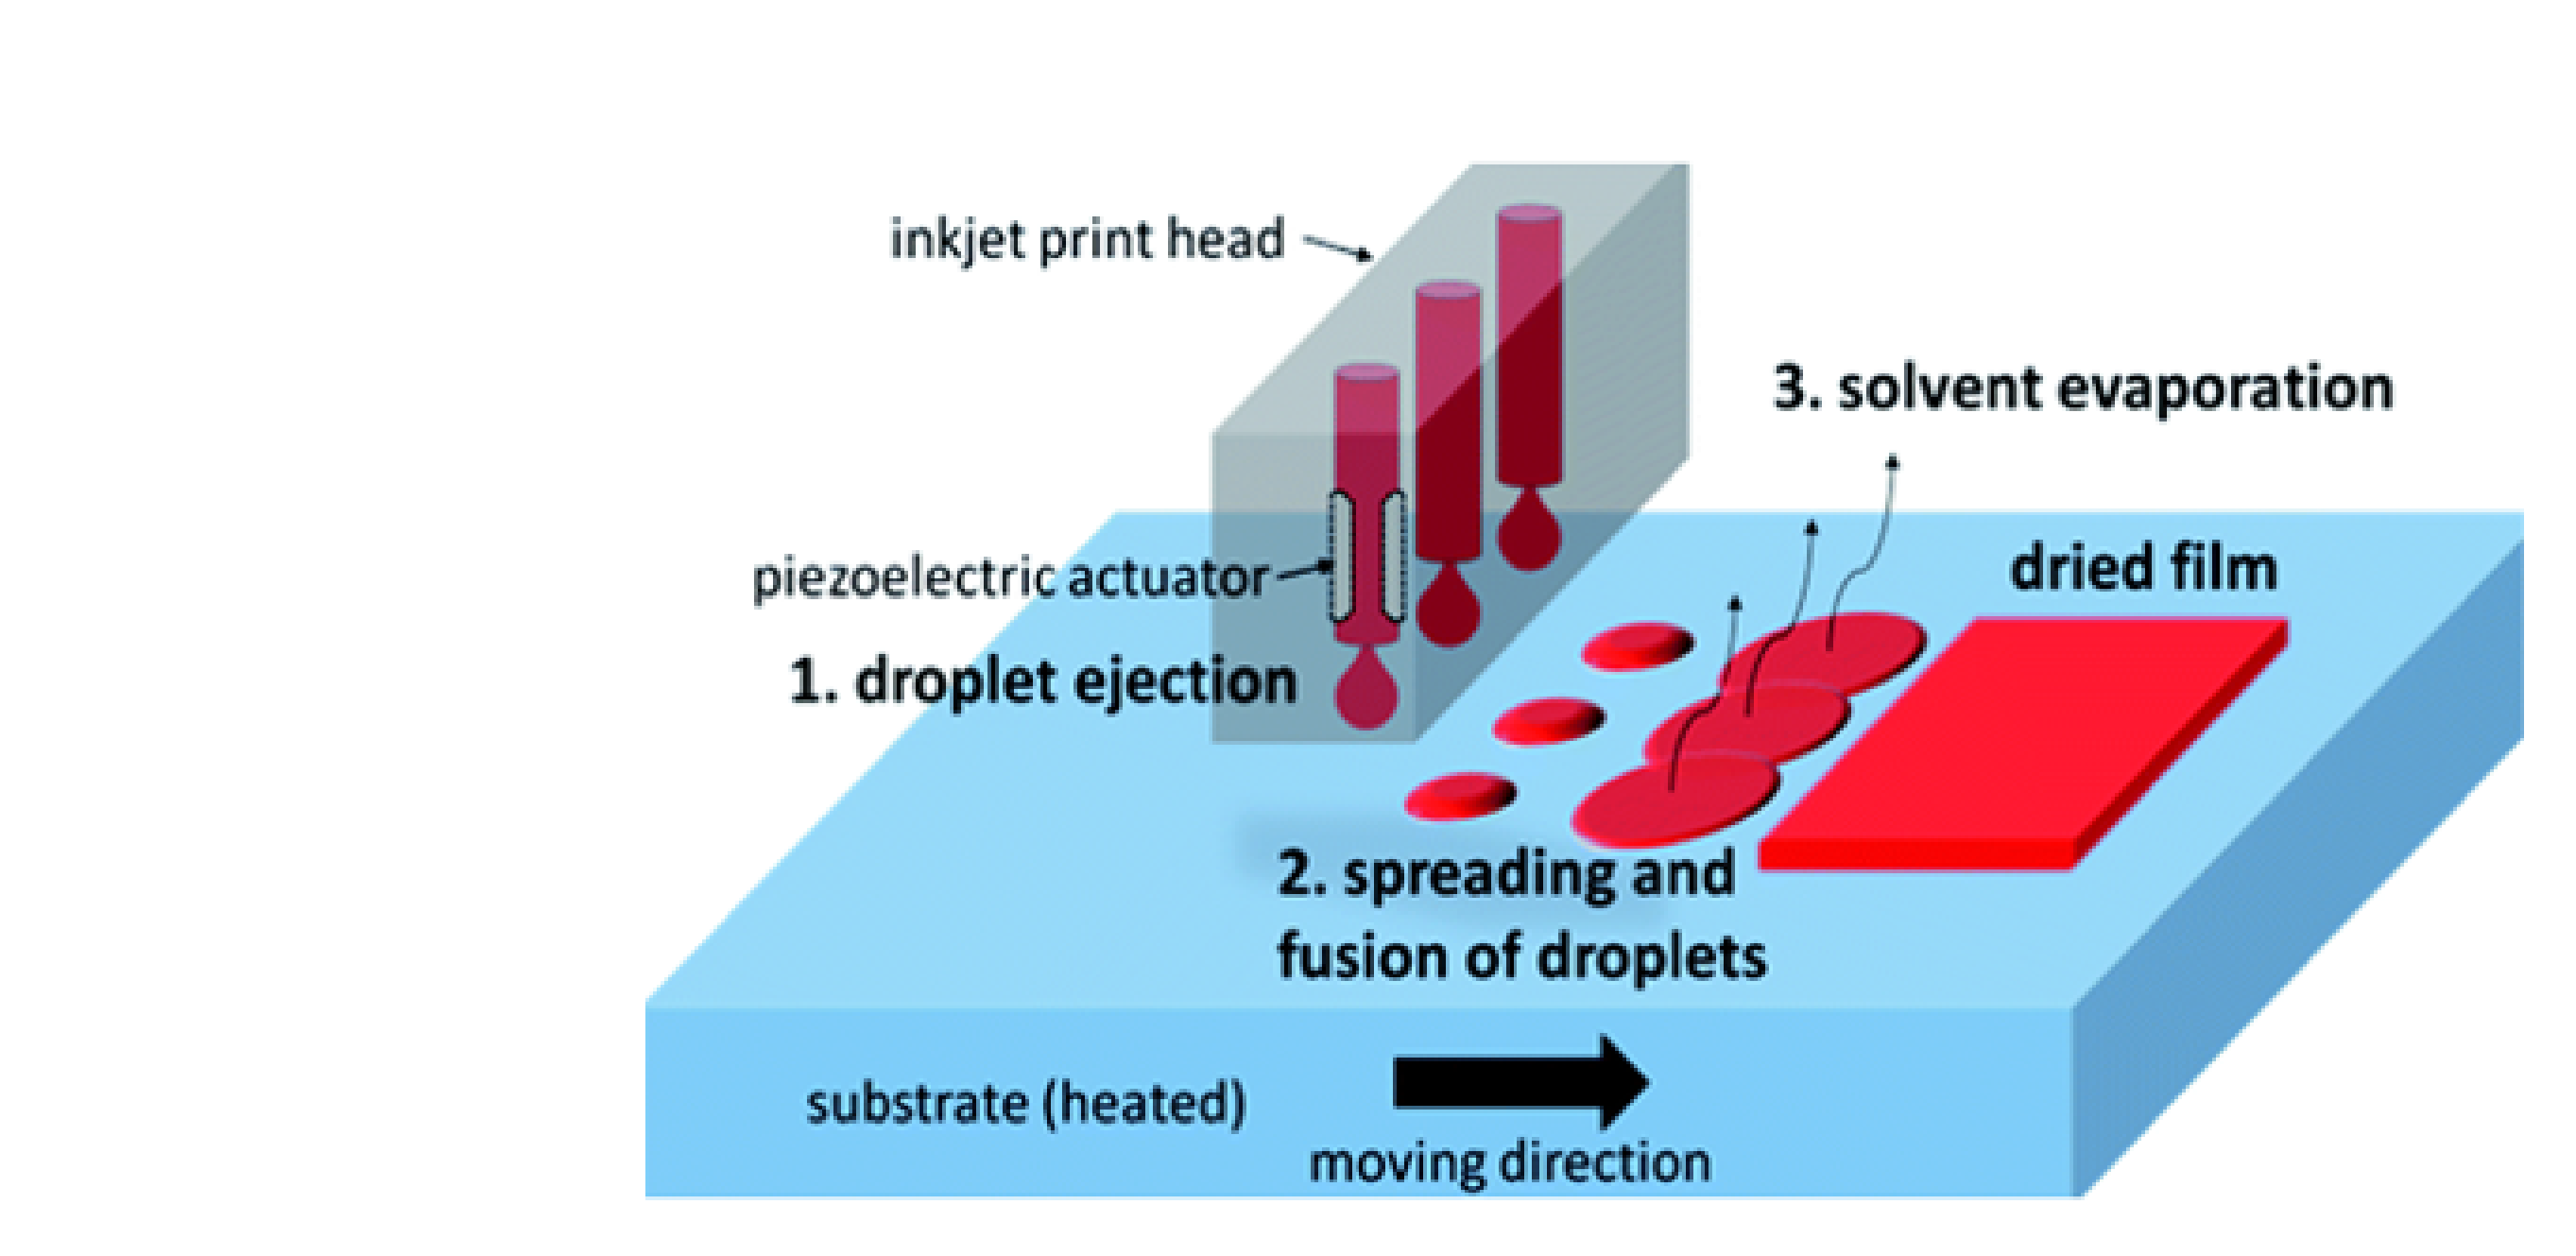 inkjet print head
3. solvent evaporation
dried film
piezoelectric actuator
1. droplet ejection
2. spreading and
fusion of droplets
substrate (heated)
moving direction